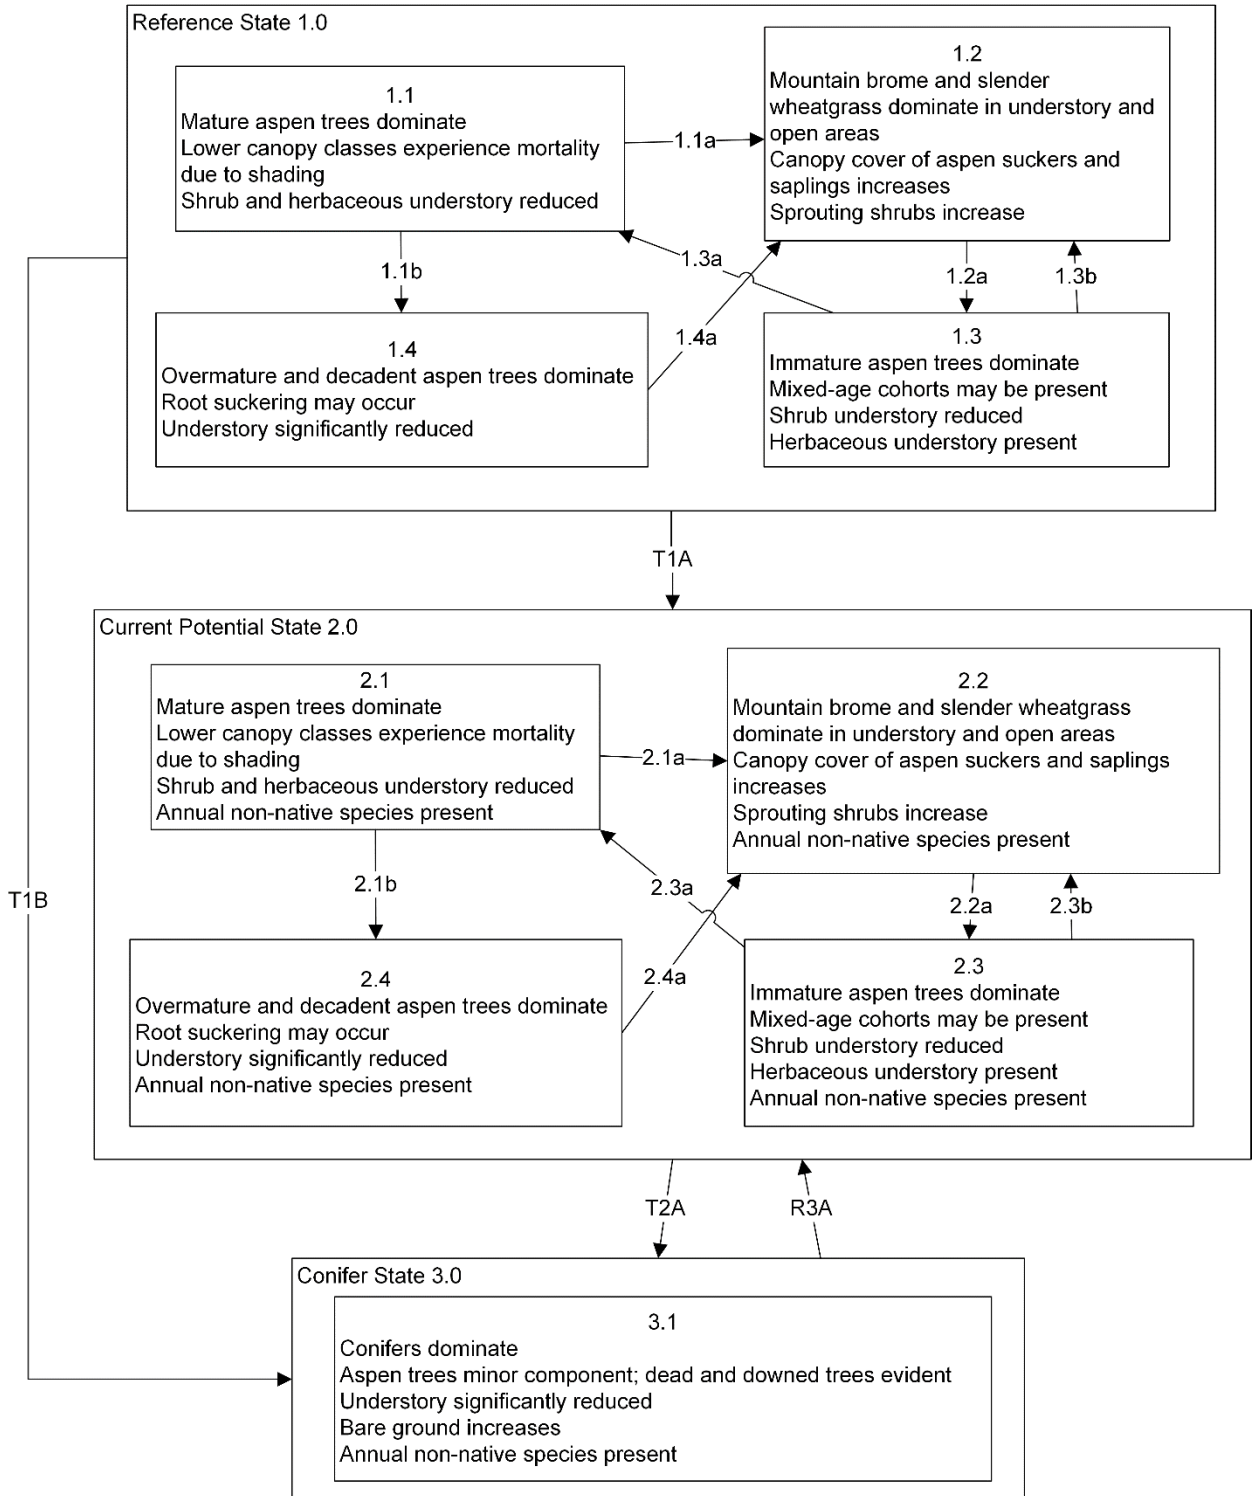 Reference State 1.0
1.1
Mature aspen trees dominate
Lower canopy classes experience mortality
due to shading
Shrub and herbaceous understory reduced
1.1a
1.2
Mountain brome and slender
wheatgrass dominate in understory and
open areas
Canopy cover of aspen suckers and
saplings increases
Sprouting shrubs increase
1.1b
1.3a
1.2a
1.3b
1.4
Overmature and decadent aspen trees dominate
Root suckering may occur
Understory significantly reduced
1.4a
1.3
Immature aspen trees dominate
Mixed-age cohorts may be present
Shrub understory reduced
Herbaceous understory present
T1A
T1B
Current Potential State 2.0
2.1
Mature aspen trees dominate
Lower canopy classes experience mortality
due to shading
Shrub and herbaceous understory reduced
Annual non-native species present
2.1a
2.2
Mountain brome and slender wheatgrass
dominate in understory and open areas
Canopy cover of aspen suckers and saplings
increases
Sprouting shrubs increase
Annual non-native species present
2.1b
2.3a
2.2a
2.3b
2.4
Overmature and decadent aspen trees dominate
Root suckering may occur
Understory significantly reduced
Annual non-native species present
2.4a
2.3
Immature aspen trees dominate
Mixed-age cohorts may be present
Shrub understory reduced
Herbaceous understory present
Annual non-native species present
T2A
R3A
Conifer State 3.0
3.1
Conifers dominate
Aspen trees minor component; dead and downed trees evident
Understory significantly reduced
Bare ground increases
Annual non-native species present